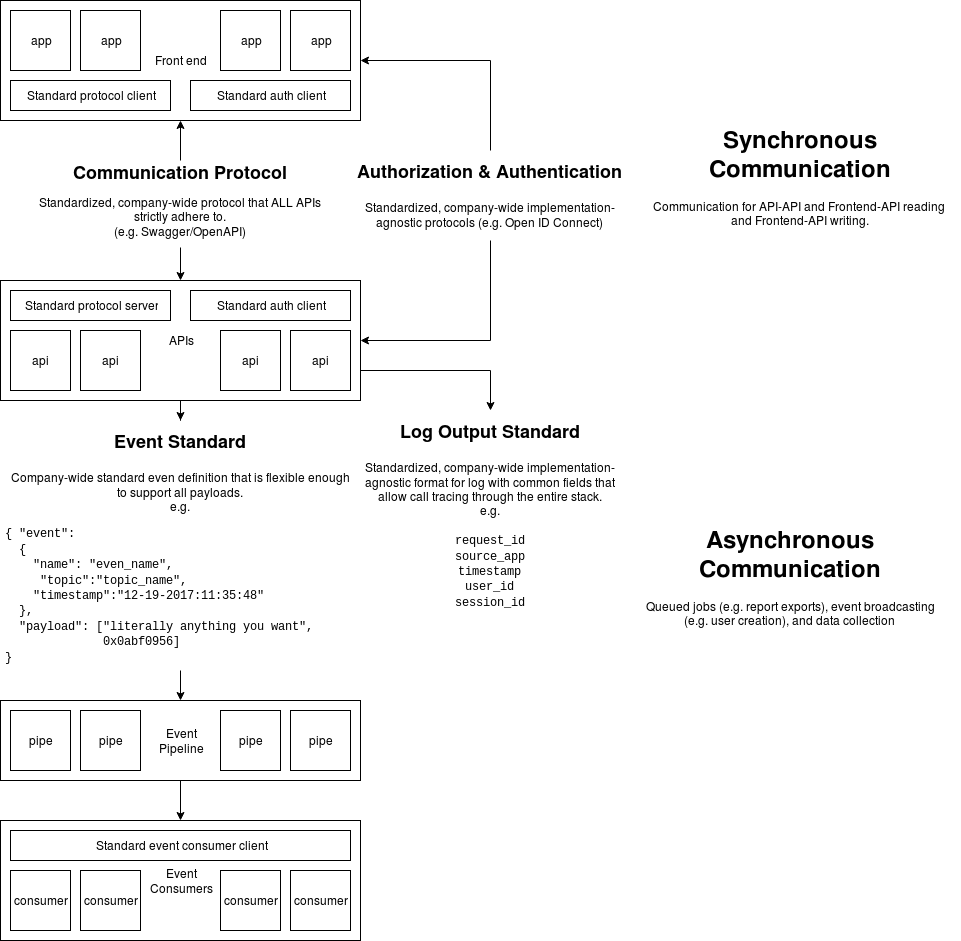 app
app
app
app
Front end
Standard protocol client
Standard auth client
Communication Protocol
Standardized, company-wide protocol that ALL APIs
strictly adhere to.
(e.g. Swagger/OpenAPI)
Authorization & Authentication
Standardized, company-wide implementation-
agnostic protocols (e.g. Open ID Connect)
Synchronous
Communication
Communication for API-API and Frontend-API reading
and Frontend-API writing.
Standard protocol server
Standard auth client
APIs
api
api
api
api
Event Standard
Company-wide standard even definition that is flexible enough
to support all payloads.
e.g.
{ "event":
  {
    "name": "even_name",
     "topic":"topic_name",
    "timestamp":"12-19-2017:11:35:48"
  },
  "payload": ["literally anything you want",
              0x0abf0956]
}
Log Output Standard
Standardized, company-wide implementation-
agnostic format for log with common fields that
allow call tracing through the entire stack.
e.g.
request_id
source_app
timestamp
user_id
session_id
Asynchronous
Communication
Queued jobs (e.g. report exports), event broadcasting
(e.g. user creation), and data collection
pipe
pipe
Event
Pipeline
pipe
pipe
Standard event consumer client
Event
Consumers
consumer
consumer
consumer
consumer